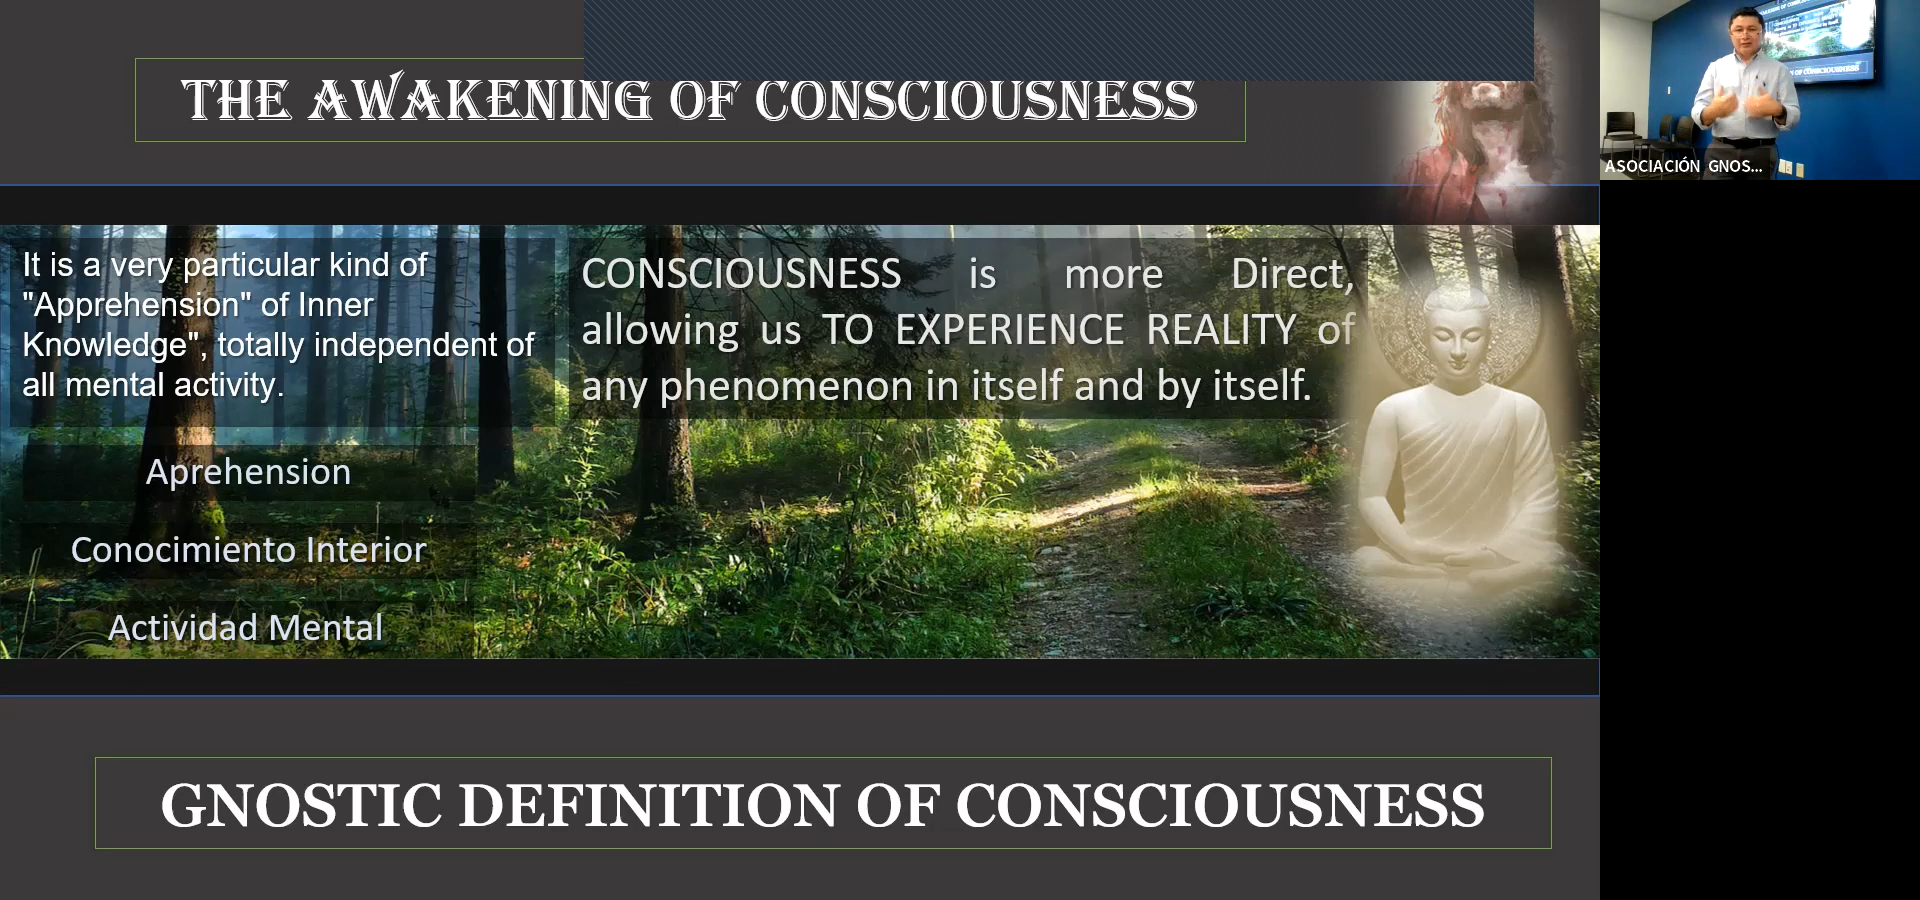 THE AWAKENING OF CONSCIOUSNESS
It is a very particular kind of
"Apprehension" of Inner
Knowledge", totally independent of
all mental activity.
CONSCIOUSNESS is more Direct,
allowing us TO EXPERIENCE REALITY of
any phenomenon in itself and by itself.
Aprehension
Conocimiento Interior
Actividad Mental
GNOSTIC DEFINITION OF CONSCIOUSNESS
ASOCIACIÓN GNOS...